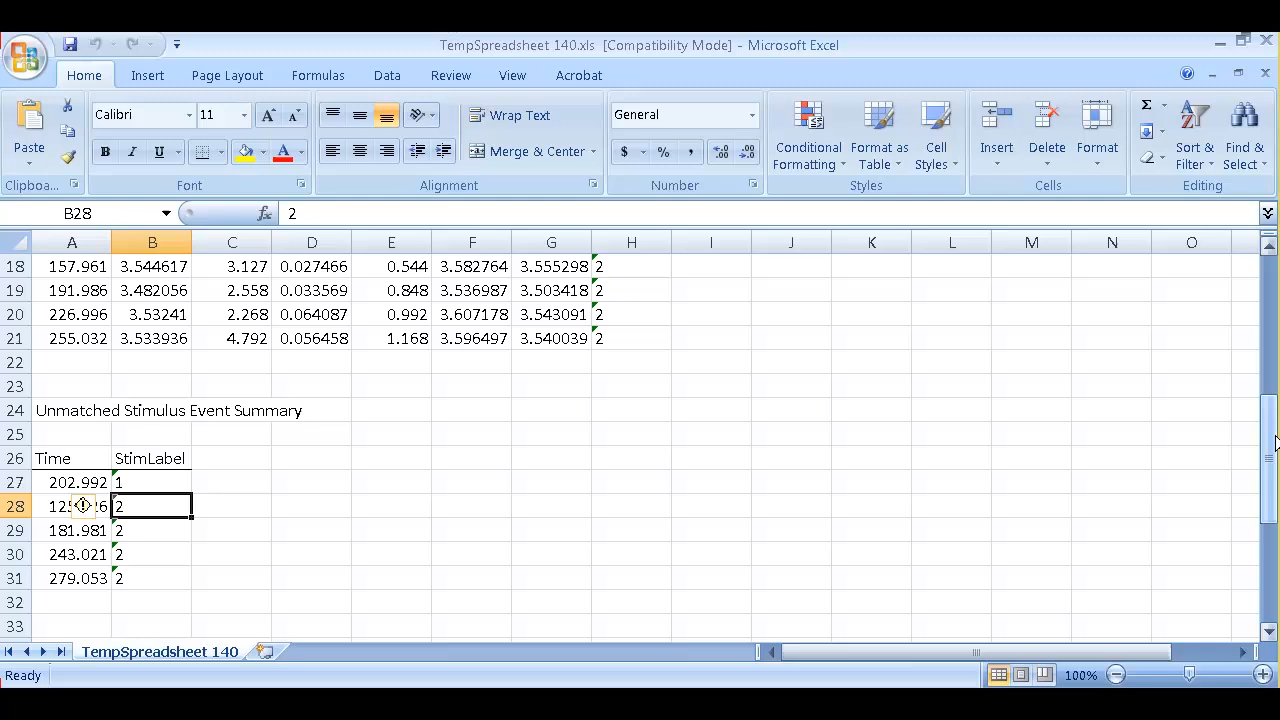 TempSpreadsheet 140.xls [Compatibility Mode] - Microsoft Excel
Home Insert Page Layout Formulas Data Review View Acrobat
Calibri 11 General
Paste
B I U A
Wrap Text
Merge & Center
$ % ,
Conditional Formatting
Format as Table
Cell Styles
Insert Delete Format
Sort & Filter
Find & Select
Clipboa... Font Alignment Number Styles Cells Editing
B28 fx 2
A B C D E F G H I J K L M N O
18 157.961 3.544617 3.127 0.027466 0.544 3.582764 3.555298 2
19 191.986 3.482056 2.558 0.033569 0.848 3.536987 3.503418 2
20 226.996 3.53241 2.268 0.064087 0.992 3.607178 3.543091 2
21 255.032 3.533936 4.792 0.056458 1.168 3.596497 3.540039 2
22
23
24 Unmatched Stimulus Event Summary
25
26 Time StimLabel
27 202.992 1
28 2
29 181.981 2
30 243.021 2
31 279.053 2
32
33
TempSpreadsheet 140
Ready 100%